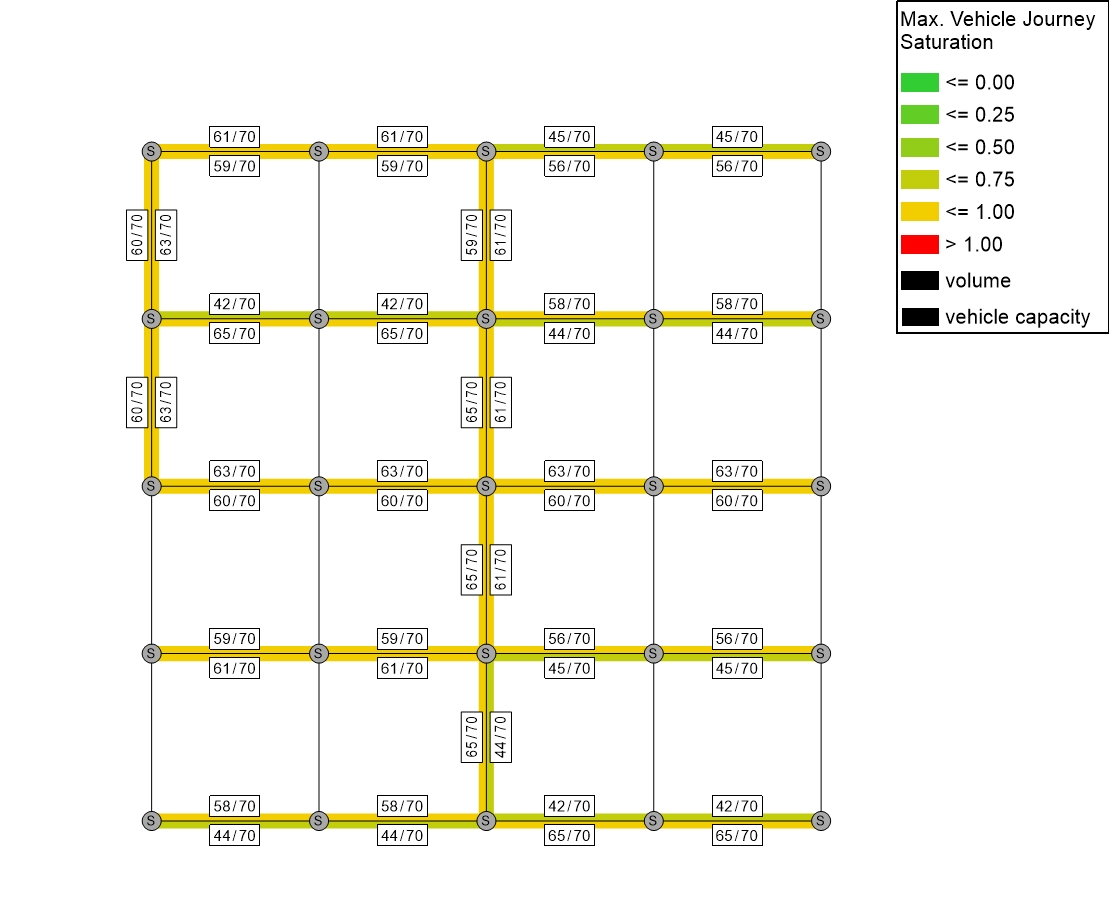 Max. Vehicle Journey
Saturation
<= 0.00
<= 0.25
<= 0.50
<= 0.75
<= 1.00
> 1.00
volume
vehicle capacity
61/70 61/70 45/70 45/70
S S S S S
59/70 59/70 56/70 56/70
60/70 63/70 59/70 61/70
42/70 42/70 58/70 58/70
S S S S S
65/70 65/70 44/70 44/70
60/70 63/70 65/70 61/70
63/70 63/70 63/70 63/70
S S S S S
60/70 60/70 60/70 60/70
65/70 61/70
59/70 59/70 56/70 56/70
S S S S S
61/70 61/70 45/70 45/70
65/70 44/70
58/70 58/70 42/70 42/70
S S S S S
44/70 44/70 65/70 65/70